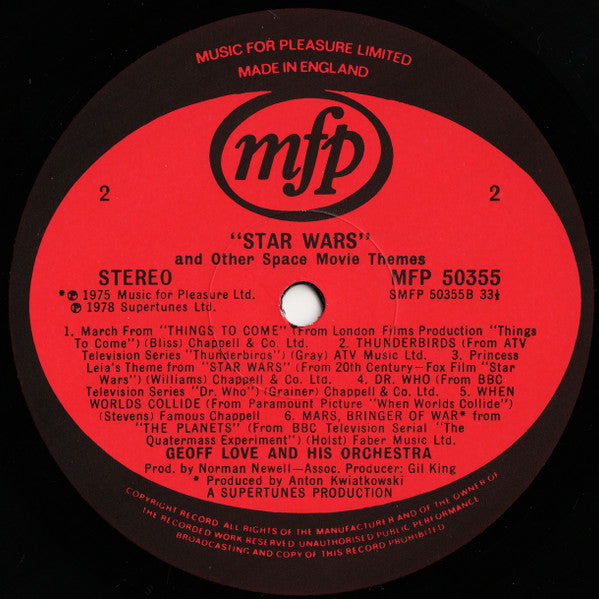 MUSIC FOR PLEASURE LIMITED
MADE IN ENGLAND
mfp
2 2
"STAR WARS"
and Other Space Movie Themes
STEREO MFP 50355
* ℗ 1975 Music for Pleasure Ltd. SMFP 50355B 33⅓
℗ 1978 Supertunes Ltd.
1. March From "THINGS TO COME" (From London Films Production "Things
To Come") (Bliss) Chappell & Co. Ltd. 2. THUNDERBIRDS (From ATV
Television Series "Thunderbirds") (Gray) ATV Music Ltd. 3. Princess
Leia's Theme from "STAR WARS" (From 20th Century-Fox Film "Star
Wars") (Williams) Chappell & Co. Ltd. 4. DR. WHO (From BBC
Television Series "Dr. Who") (Grainer) Chappell & Co. Ltd. 5. WHEN
WORLDS COLLIDE (From Paramount Picture "When Worlds Collide")
(Stevens) Famous Chappell 6. MARS, BRINGER OF WAR* from
"THE PLANETS" (From BBC Television Serial "The
Quatermass Experiment") (Holst) Faber Music Ltd.
GEOFF LOVE AND HIS ORCHESTRA
Prod. by Norman Newell-Assoc. Producer: Gil King
* Produced by Anton Kwiatkowski
A SUPERTUNES PRODUCTION
COPYRIGHT RECORD. ALL RIGHTS OF THE MANUFACTURER AND OF THE OWNER OF
THE RECORDED WORK RESERVED UNAUTHORISED PUBLIC PERFORMANCE
BROADCASTING AND COPY OF THIS RECORD PROHIBITED